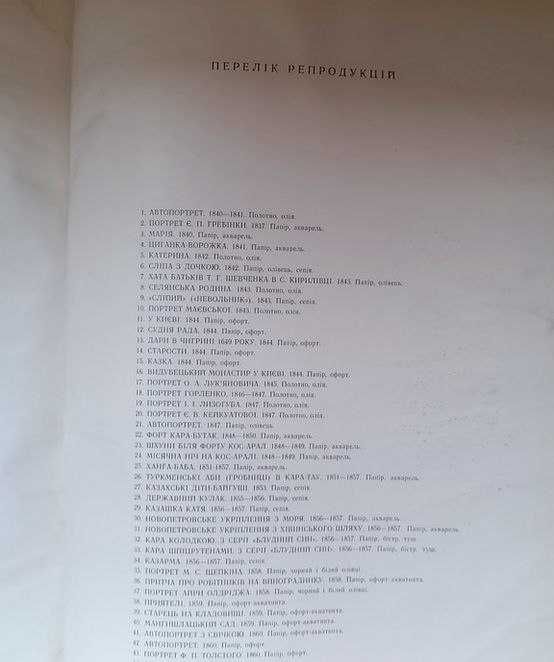 ПЕРЕЛІК РЕПРОДУКЦІЙ
1. АВТОПОРТРЕТ. 1840—1841. Полотно, олія.
2. ПОРТРЕТ Є. П. ГРЕБІНКИ. 1837. Папір, акварель.
3. МАРІЯ. 1840. Папір, акварель.
4. ЦИГАНКА-ВОРОЖКА. 1841. Папір, акварель.
5. КАТЕРИНА. 1842. Полотно, олія.
6. СЛІПА З ДОЧКОЮ. 1842. Папір, олівець, сепія.
7. ХАТА БАТЬКІВ Т. Г. ШЕВЧЕНКА В С. КИРИЛІВЦІ. 1843. Папір, олівець.
8. СЕЛЯНСЬКА РОДИНА. 1843. Полотно, олія.
9. «СЛІПИЙ» («НЕВОЛЬНИК»). 1843. Папір, сепія.
10. ПОРТРЕТ МАЄВСЬКОЇ. 1843. Полотно, олія.
11. У КИЄВІ. 1844. Папір, офорт.
12. СУДНЯ РАДА. 1844. Папір, офорт.
13. ДАРИ В ЧИГРИНІ 1649 РОКУ. 1844. Папір, офорт.
14. СТАРОСТИ. 1844. Папір, офорт.
15. КАЗКА. 1844. Папір, офорт.
16. ВИДУБЕЦЬКИЙ МОНАСТИР У КИЄВІ. 1844. Папір, офорт.
17. ПОРТРЕТ О. А. ЛУК'ЯНОВИЧА. 1845. Полотно, олія.
18. ПОРТРЕТ ГОРЛЕНКО. 1846—1847. Полотно, олія.
19. ПОРТРЕТ І. І. ЛИЗОГУБА. 1847. Полотно, олія.
20. ПОРТРЕТ Є. В. КЕЙКУАТОВОЇ. 1847. Полотно, олія.
21. АВТОПОРТРЕТ. 1847. Папір, олівець.
22. ФОРТ КАРА-БУТАК. 1848—1850. Папір, акварель.
23. ШХУНИ БІЛЯ ФОРТУ КОС-АРАЛ. 1848—1849. Папір, акварель.
24. МІСЯЧНА НІЧ НА КОС-АРАЛІ. 1848—1849. Папір, акварель.
25. ХАНГА-БАБА. 1851-1857. Папір, акварель.
26. ТУРКМЕНСЬКІ АБИ (ГРОБНИЦІ) В КАРА-ТАУ. 1851—1857. Папір, акварель.
27. КАЗАХСЬКІ ДІТИ-БАЙГУШІ. 1853. Папір, сепія.
28. ДЕРЖАВНИЙ КУЛАК. 1855—1856. Папір, сепія.
29. КАЗАШКА КАТЯ. 1856—1857. Папір, сепія.
30. НОВОПЕТРОВСЬКЕ УКРІПЛЕННЯ З МОРЯ. 1856—1857. Папір, акварель.
31. НОВОПЕТРОВСЬКЕ УКРІПЛЕННЯ З ХІВІНСЬКОГО ШЛЯХУ. 1856—1857. Папір, акварель.
32. КАРА КОЛОДКОЮ. З СЕРІЇ «БЛУДНИЙ СИН». 1856—1857. Папір, бістр, туш.
33. КАРА ШПІЦРУТЕНАМИ. З СЕРІЇ «БЛУДНИЙ СИН». 1856—1857. Папір, бістр, туш.
34. КАЗАРМА. 1856—1857. Папір, сепія.
35. ПОРТРЕТ М. С. ЩЕПКІНА. 1858. Папір, чорний і білий олівці.
36. ПРИТЧА ПРО РОБІТНИКІВ НА ВИНОГРАДНИКУ. 1858. Папір, офорт-акватинта.
37. ПОРТРЕТ АЙРИ ОЛДРІДЖА. 1858. Папір, чорний і білий олівці.
38. ПРИЯТЕЛІ. 1859. Папір, офорт-акватинта.
39. СТАРЕЦЬ НА КЛАДОВИЩІ. 1859. Папір, офорт-акватинта.
40. МАНГИШЛАЦЬКИЙ САД. 1859. Папір, офорт-акватинта.
41. АВТОПОРТРЕТ З СВІЧКОЮ. 1860. Папір, офорт-акватинта.
42. АВТОПОРТРЕТ. 1860. Папір, офорт.
43. ПОРТРЕТ Ф. П. ТОЛСТОГО. 1860. Папір, офорт.